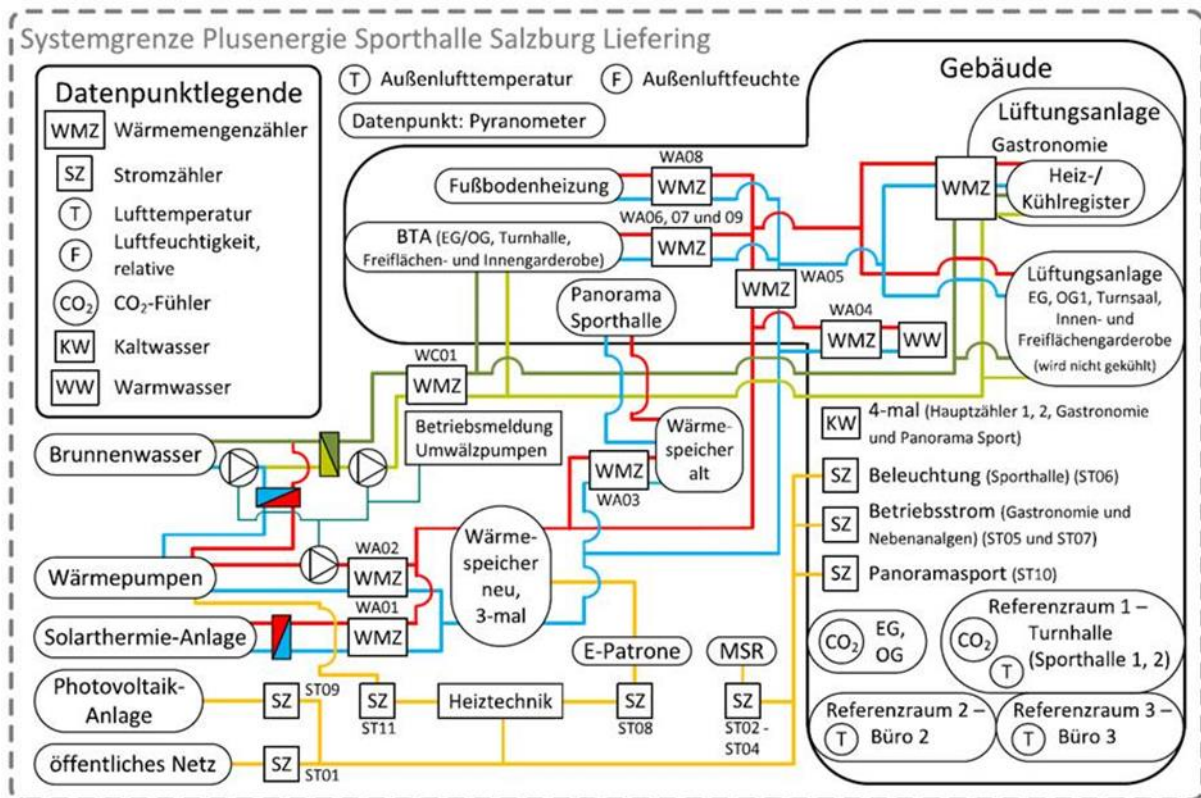 Systemgrenze Plusenergie Sporthalle Salzburg Liefering
Datenpunktlegende
WMZ Wärmemengenzähler
SZ Stromzähler
T Lufttemperatur
F Luftfeuchtigkeit,
relative
CO₂ CO₂-Fühler
KW Kaltwasser
WW Warmwasser
T Außenlufttemperatur
F Außenluftfeuchte
Datenpunkt: Pyranometer
Gebäude
Lüftungsanlage
Gastronomie
WMZ
Heiz-/
Kühlregister
WA08
Fußbodenheizung
WMZ
WA06, 07 und 09
BTA (EG/OG, Turnhalle,
Freiflächen- und Innengarderobe)
WMZ
WA05
WMZ
Lüftungsanlage
EG, OG1, Turnsaal,
Innen- und
Freiflächengarderobe
(wird nicht gekühlt)
Panorama
Sporthalle
WA04
WMZ
WW
WC01
WMZ
Betriebsmeldung
Umwälzpumpen
Wärme-
speicher
alt
WMZ
WA03
Brunnenwasser
Wärme-
speicher
neu,
3-mal
WA02
WMZ
Wärmepumpen
WA01
WMZ
Solarthermie-Anlage
KW 4-mal (Hauptzähler 1, 2, Gastronomie
und Panorama Sport)
SZ Beleuchtung (Sporthalle) (ST06)
SZ Betriebsstrom (Gastronomie und
Nebenanalgen) (ST05 und ST07)
SZ Panoramasport (ST10)
CO₂ EG,
OG
Referenzraum 1 –
CO₂ Turnhalle
T (Sporthalle 1, 2)
Referenzraum 2 –
T Büro 2
Referenzraum 3 –
T Büro 3
E-Patrone
MSR
Photovoltaik-
Anlage
SZ
ST09
SZ
ST11
Heiztechnik
SZ
ST08
SZ
ST02 -
ST04
öffentliches Netz
SZ
ST01